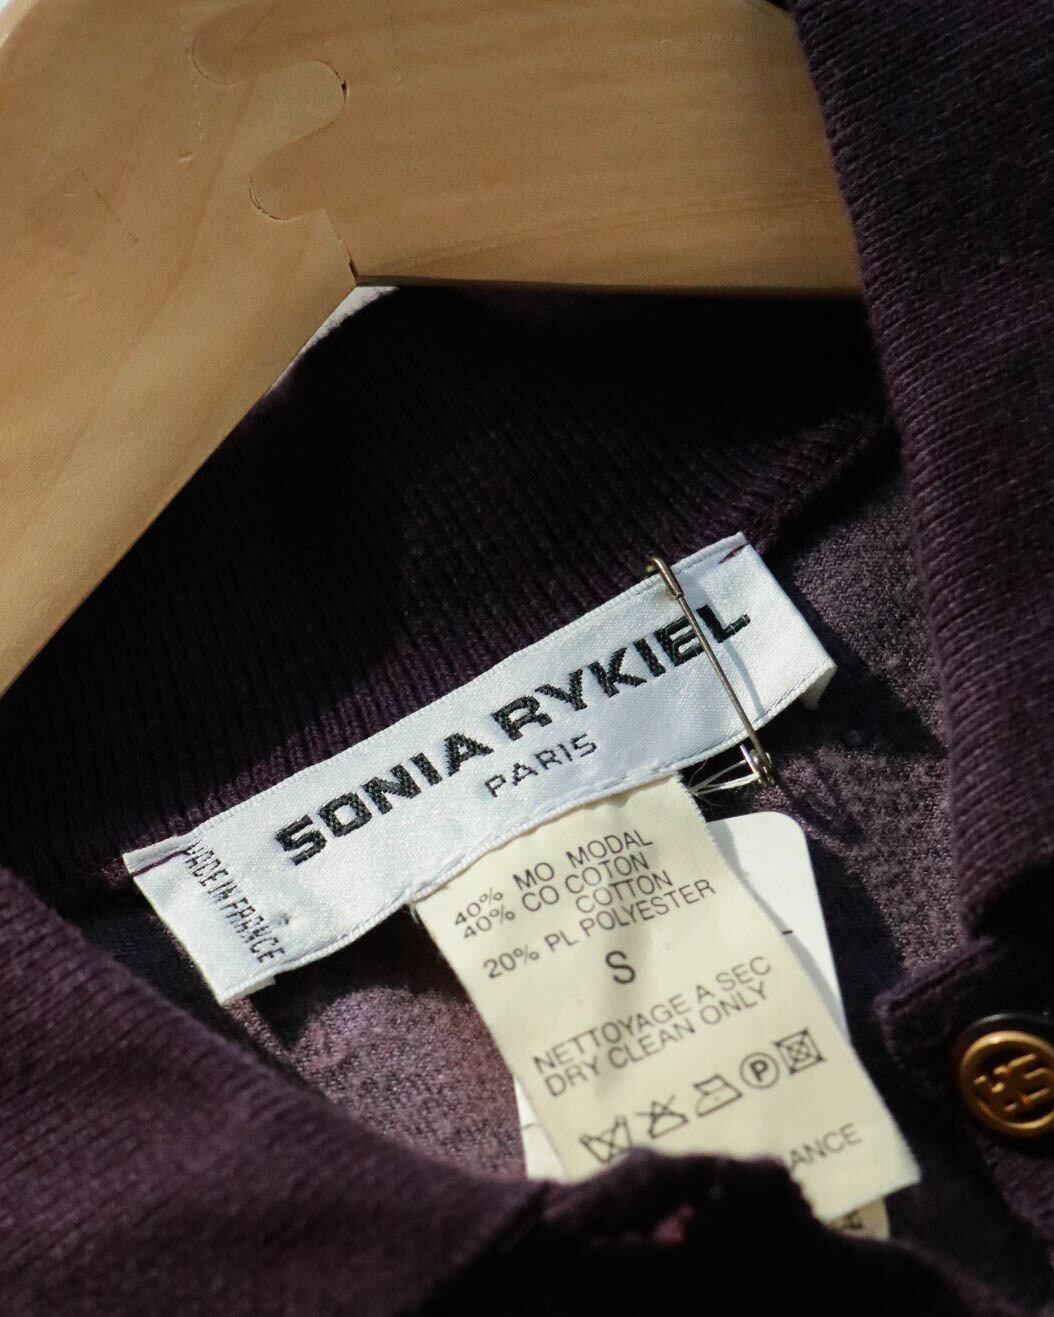 SONIA RYKIEL
PARIS
MADE IN FRANCE
40% MO MODAL
40% CO COTON
COTTON
20% PL POLYESTER
S
NETTOYAGE A SEC
DRY CLEAN ONLY
P